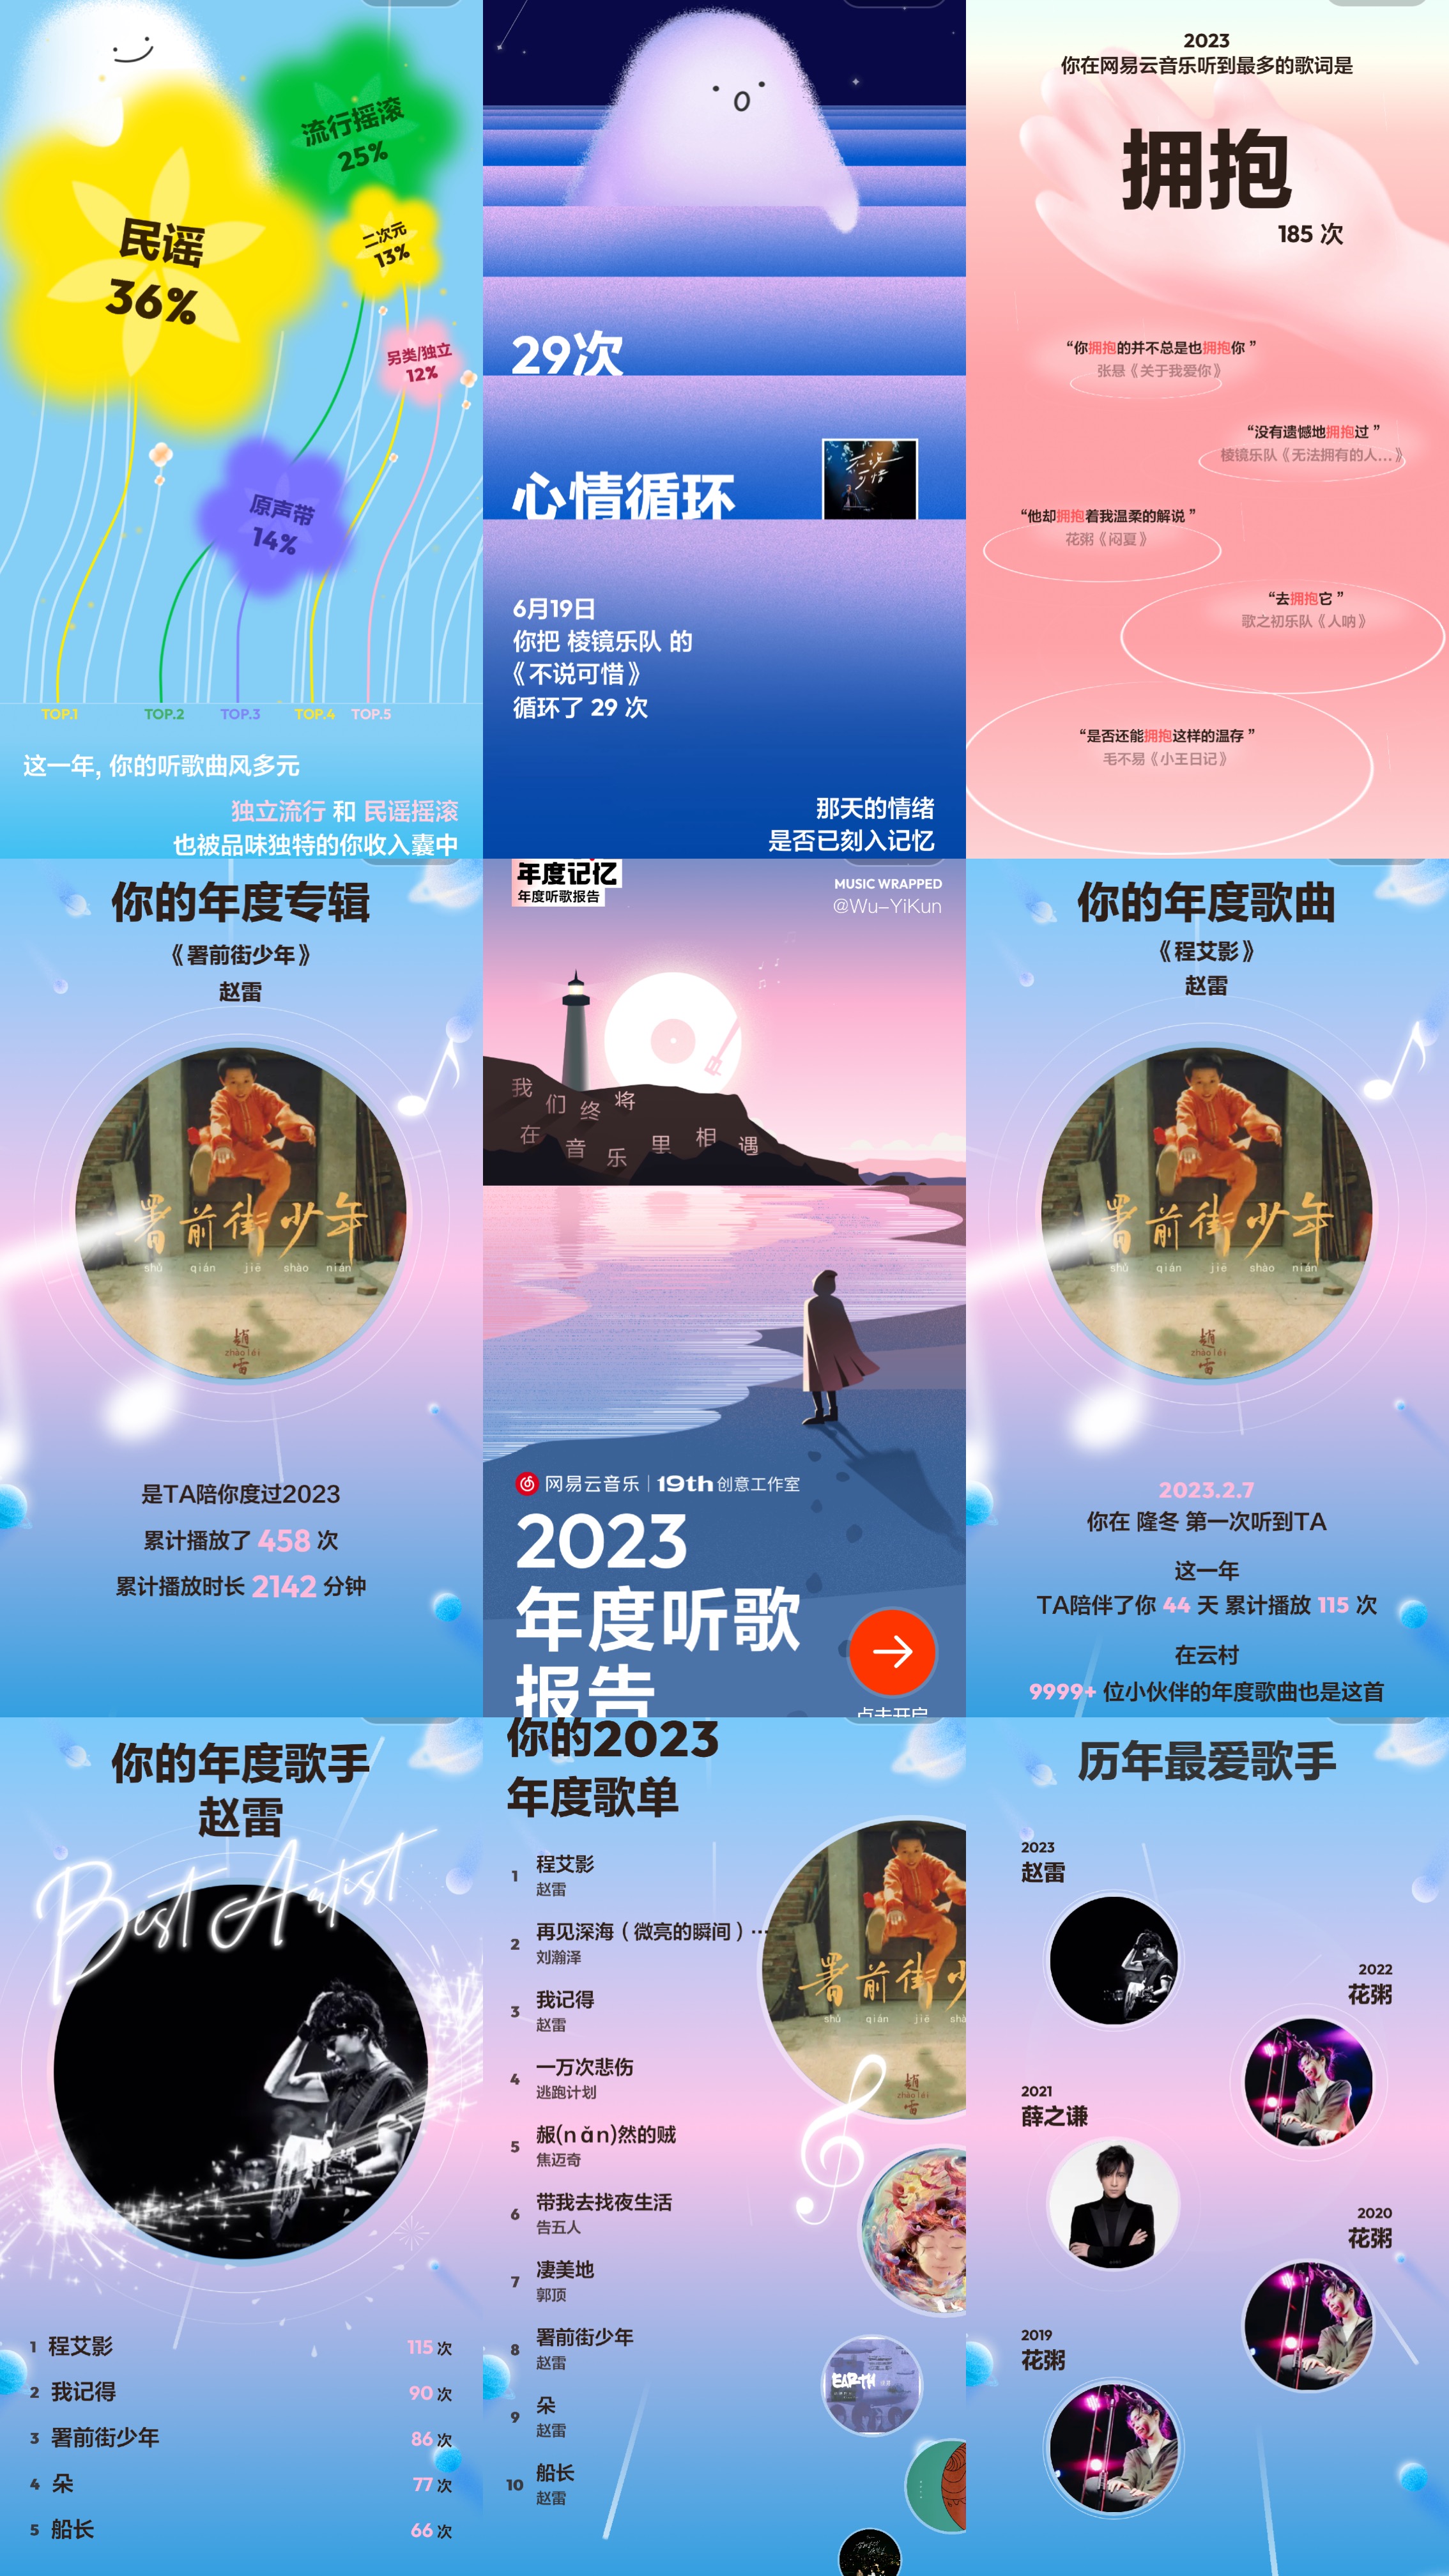 流行摇滚
25%
民谣
36%
二次元
13%
另类/独立
12%
原声带
14%
TOP.1
TOP.2
TOP.3
TOP.4
TOP.5
这一年, 你的听歌曲风多元
独立流行 和 民谣摇滚
也被品味独特的你收入囊中
29次
心情循环
不说可惜
6月19日
你把 棱镜乐队 的
《不说可惜》
循环了 29 次
那天的情绪
是否已刻入记忆
2023
你在网易云音乐听到最多的歌词是
拥抱
185 次
“你拥抱的并不总是也拥抱你 ”
张悬《关于我爱你》
“没有遗憾地拥抱过 ”
棱镜乐队《无法拥有的人...》
“他却拥抱着我温柔的解说 ”
花粥《闷夏》
“去拥抱它 ”
歌之初乐队《人呐》
“是否还能拥抱这样的温存 ”
毛不易《小王日记》
你的年度专辑
《署前街少年》
赵雷
署前街少年
shǔ qián jiē shào nián
趙
zhào léi
雷
是TA陪你度过2023
累计播放了 458 次
累计播放时长 2142 分钟
年度记忆
年度听歌报告
MUSIC WRAPPED
@Wu-YiKun
我们终将
在音乐里相遇
网易云音乐 | 19th 创意工作室
2023
年度听歌
报告
点击开启
你的年度歌曲
《程艾影》
赵雷
署前街少年
shǔ qián jiē shào nián
趙
zhào léi
雷
2023.2.7
你在 隆冬 第一次听到TA
这一年
TA陪伴了你 44 天 累计播放 115 次
在云村
9999+ 位小伙伴的年度歌曲也是这首
你的年度歌手
赵雷
Best Artist
1 程艾影 115 次
2 我记得 90 次
3 署前街少年 86 次
4 朵 77 次
5 船长 66 次
你的2023
年度歌单
1 程艾影
赵雷
2 再见深海（微亮的瞬间）…
刘瀚泽
3 我记得
赵雷
4 一万次悲伤
逃跑计划
5 赧(nǎn)然的贼
焦迈奇
6 带我去找夜生活
告五人
7 凄美地
郭顶
8 署前街少年
赵雷
9 朵
赵雷
10 船长
赵雷
署前街少
shǔ qián jiē shà
趙
zhào léi
雷
EARTH
历年最爱歌手
2023
赵雷
2022
花粥
2021
薛之谦
2020
花粥
2019
花粥